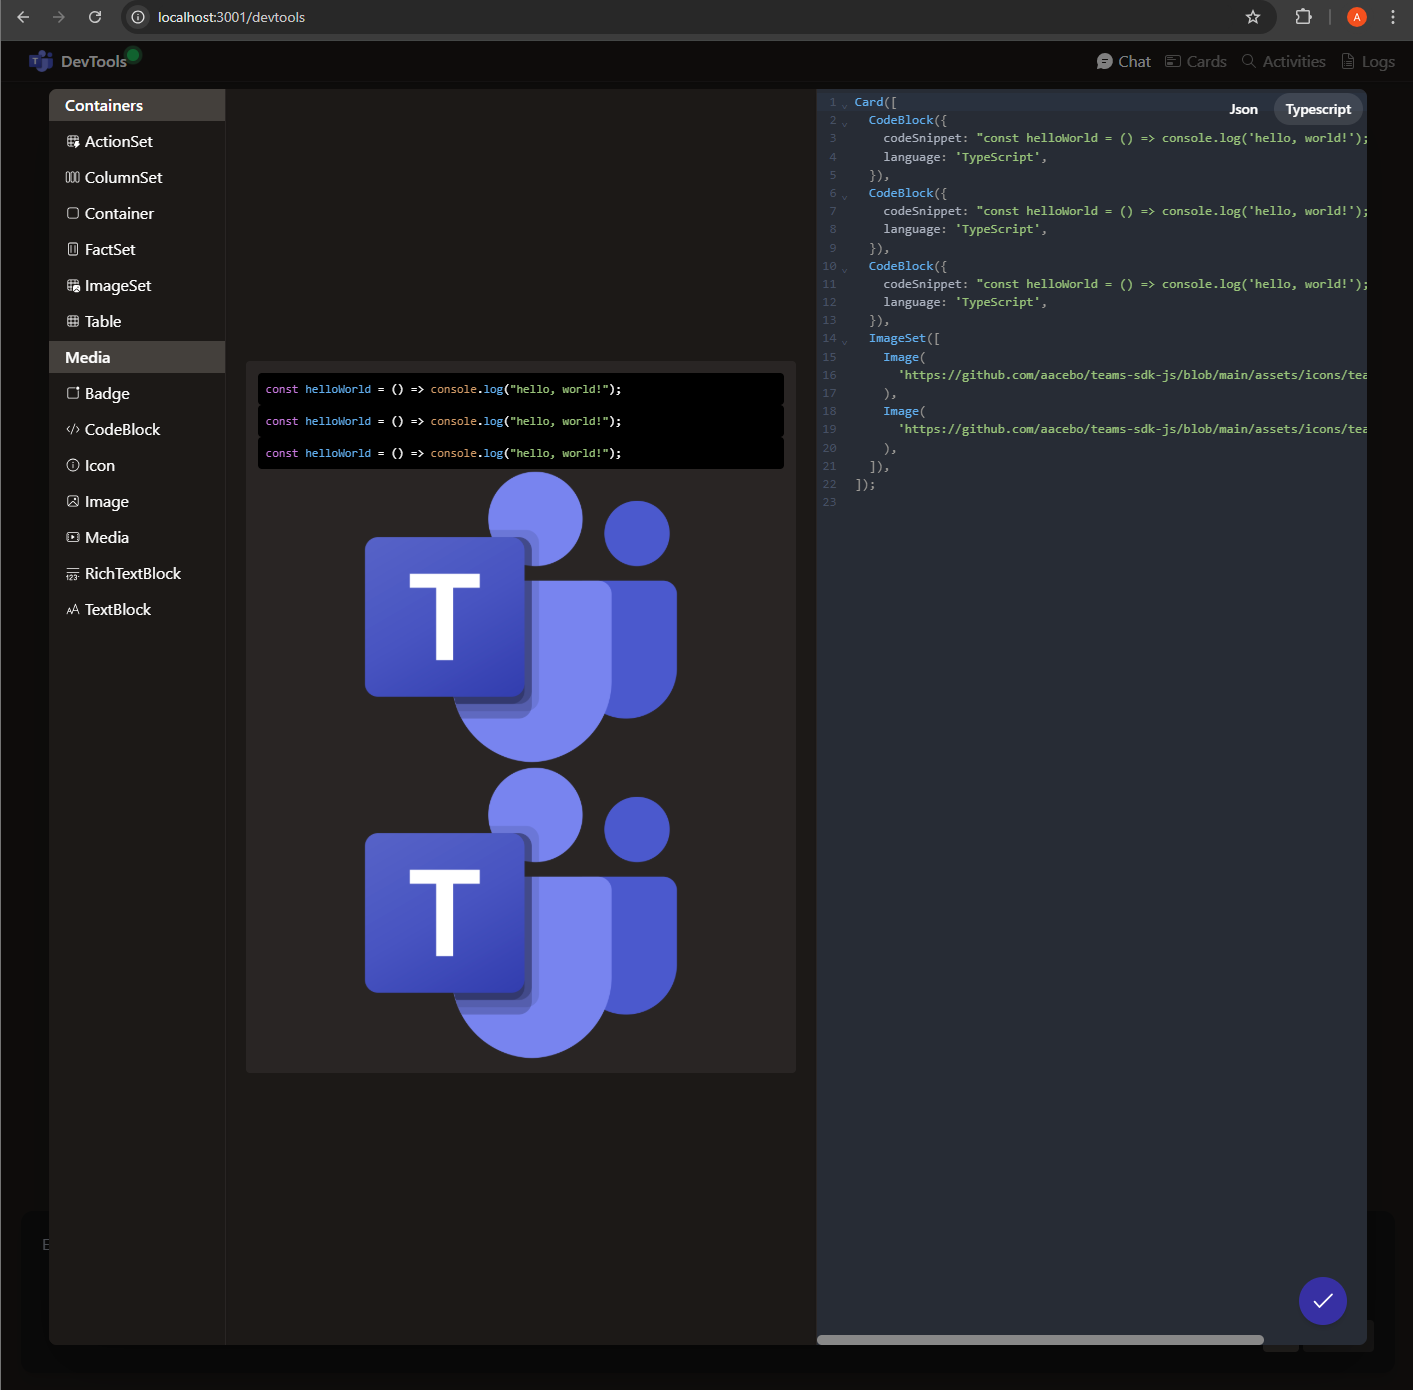 localhost:3001/devtools
A
T DevTools
Chat Cards Activities Logs
Containers
ActionSet
ColumnSet
Container
FactSet
ImageSet
Table
Media
Badge
CodeBlock
Icon
Image
Media
RichTextBlock
TextBlock
const helloWorld = () => console.log("hello, world!");
const helloWorld = () => console.log("hello, world!");
const helloWorld = () => console.log("hello, world!");
T
T
Json Typescript
1 Card([
2 CodeBlock({
3 codeSnippet: "const helloWorld = () => console.log('hello, world!');
4 language: 'TypeScript',
5 }),
6 CodeBlock({
7 codeSnippet: "const helloWorld = () => console.log('hello, world!');
8 language: 'TypeScript',
9 }),
10 CodeBlock({
11 codeSnippet: "const helloWorld = () => console.log('hello, world!');
12 language: 'TypeScript',
13 }),
14 ImageSet([
15 Image(
16 'https://github.com/aacebo/teams-sdk-js/blob/main/assets/icons/tea
17 ),
18 Image(
19 'https://github.com/aacebo/teams-sdk-js/blob/main/assets/icons/tea
20 ),
21 ]),
22 ]);
23